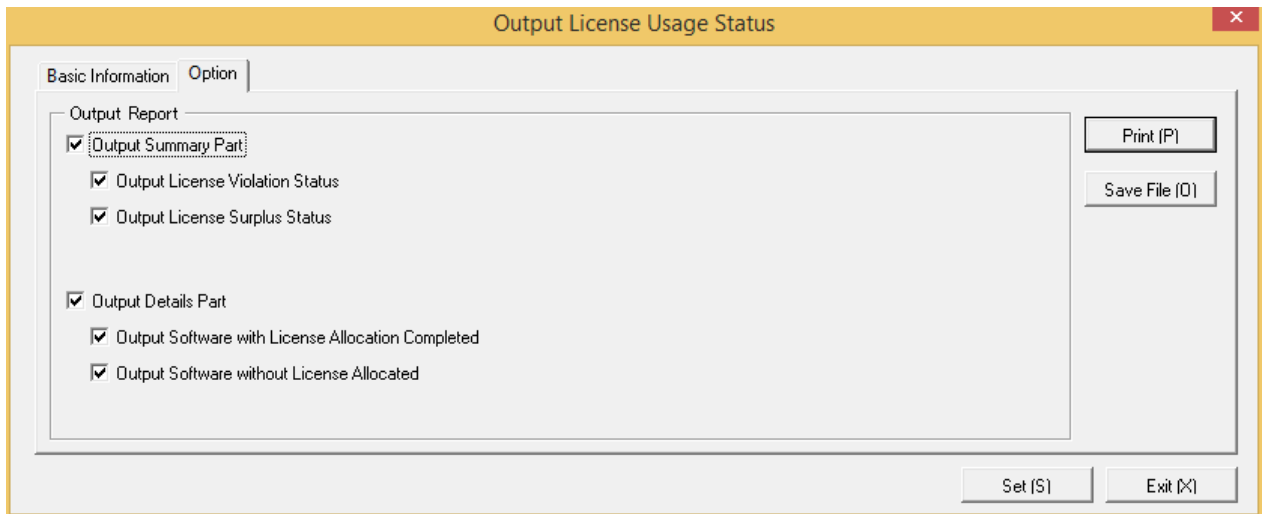 Output License Usage Status
Basic Information
Option
Output Report
Output Summary Part
Output License Violation Status
Output License Surplus Status
Output Details Part
Output Software with License Allocation Completed
Output Software without License Allocated
Print (P)
Save File (O)
Set (S)
Exit (X)